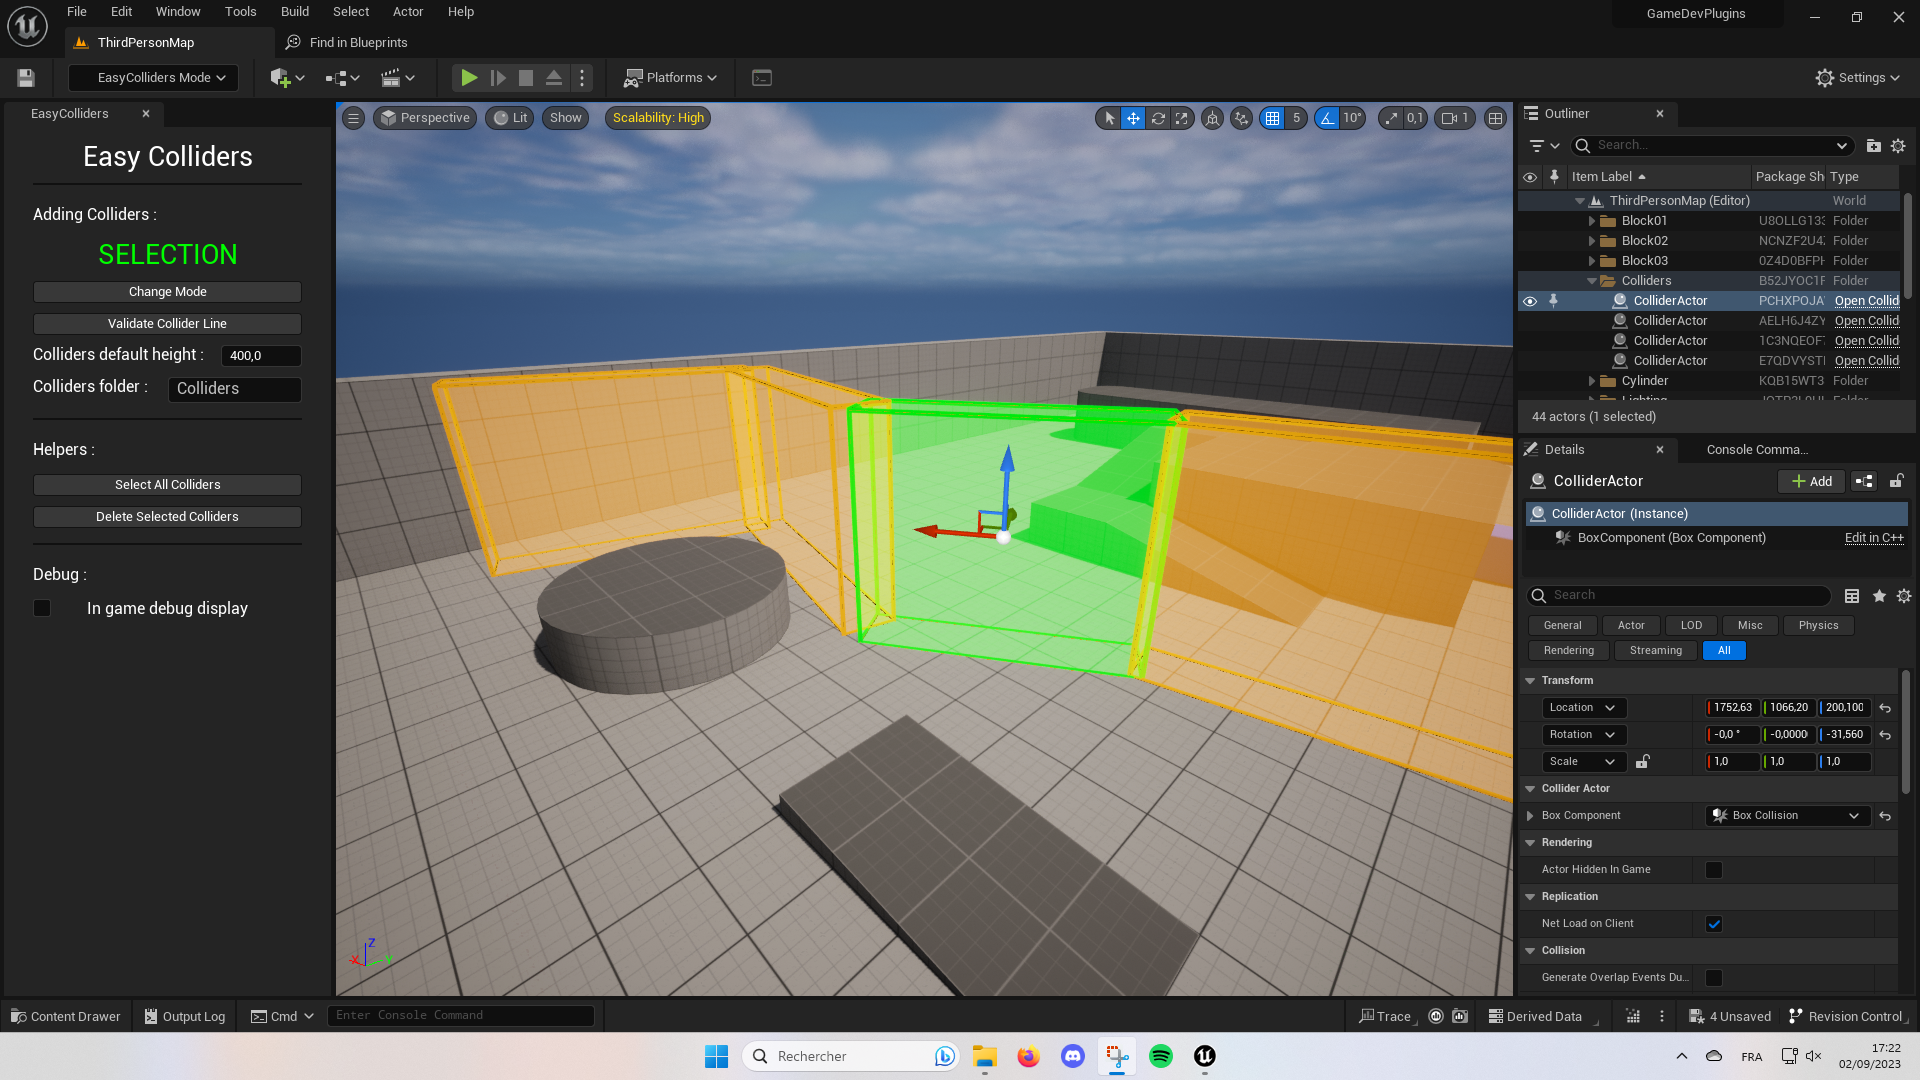 File Edit Window Tools Build Select Actor Help
GameDevPlugins
ThirdPersonMap
Find in Blueprints
EasyColliders Mode
Platforms
Settings
EasyColliders
Easy Colliders
Adding Colliders :
SELECTION
Change Mode
Validate Collider Line
Colliders default height : 400,0
Colliders folder : Colliders
Helpers :
Select All Colliders
Delete Selected Colliders
Debug :
In game debug display
Perspective Lit Show Scalability: High
5 10° 0,1 1
Z
X Y
Outliner
Search...
Item Label Package Sh Type
ThirdPersonMap (Editor) World
Block01 U8OLLG133 Folder
Block02 NCNZF2U4 Folder
Block03 0Z4D0BFPH Folder
Colliders B52JYOC1F Folder
ColliderActor PCHXPOJA Open Collid
ColliderActor AELH6J4ZY Open Collid
ColliderActor 1C3NQEOF Open Collid
ColliderActor E7QDVYST Open Collid
Cylinder KQB15WT3 Folder
44 actors (1 selected)
Details
Console Comma...
ColliderActor
Add
ColliderActor (Instance)
BoxComponent (Box Component) Edit in C++
Search
General Actor LOD Misc Physics
Rendering Streaming All
Transform
Location 1752,63 1066,20 200,100
Rotation -0,0 ° -0,0000 -31,560
Scale 1,0 1,0 1,0
Collider Actor
Box Component Box Collision
Rendering
Actor Hidden In Game
Replication
Net Load on Client
Collision
Generate Overlap Events Du...
Content Drawer Output Log Cmd Enter Console Command
Trace Derived Data 4 Unsaved Revision Control
Rechercher
FRA
17:22
02/09/2023